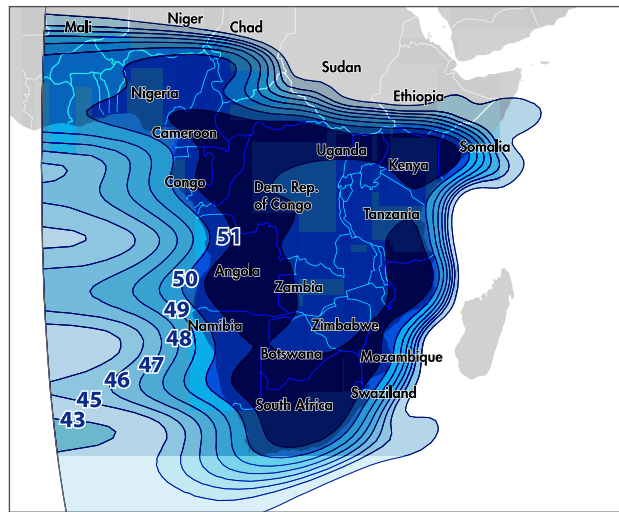 Niger
Mali
Chad
Sudan
Nigeria
Ethiopia
Cameroon
Somalia
Uganda
Kenya
Congo
Dem. Rep.
of Congo
Tanzania
51
Angola
50
Zambia
49
Namibia
Zimbabwe
48
Botswana
Mozambique
47
46
Swaziland
45
South Africa
43